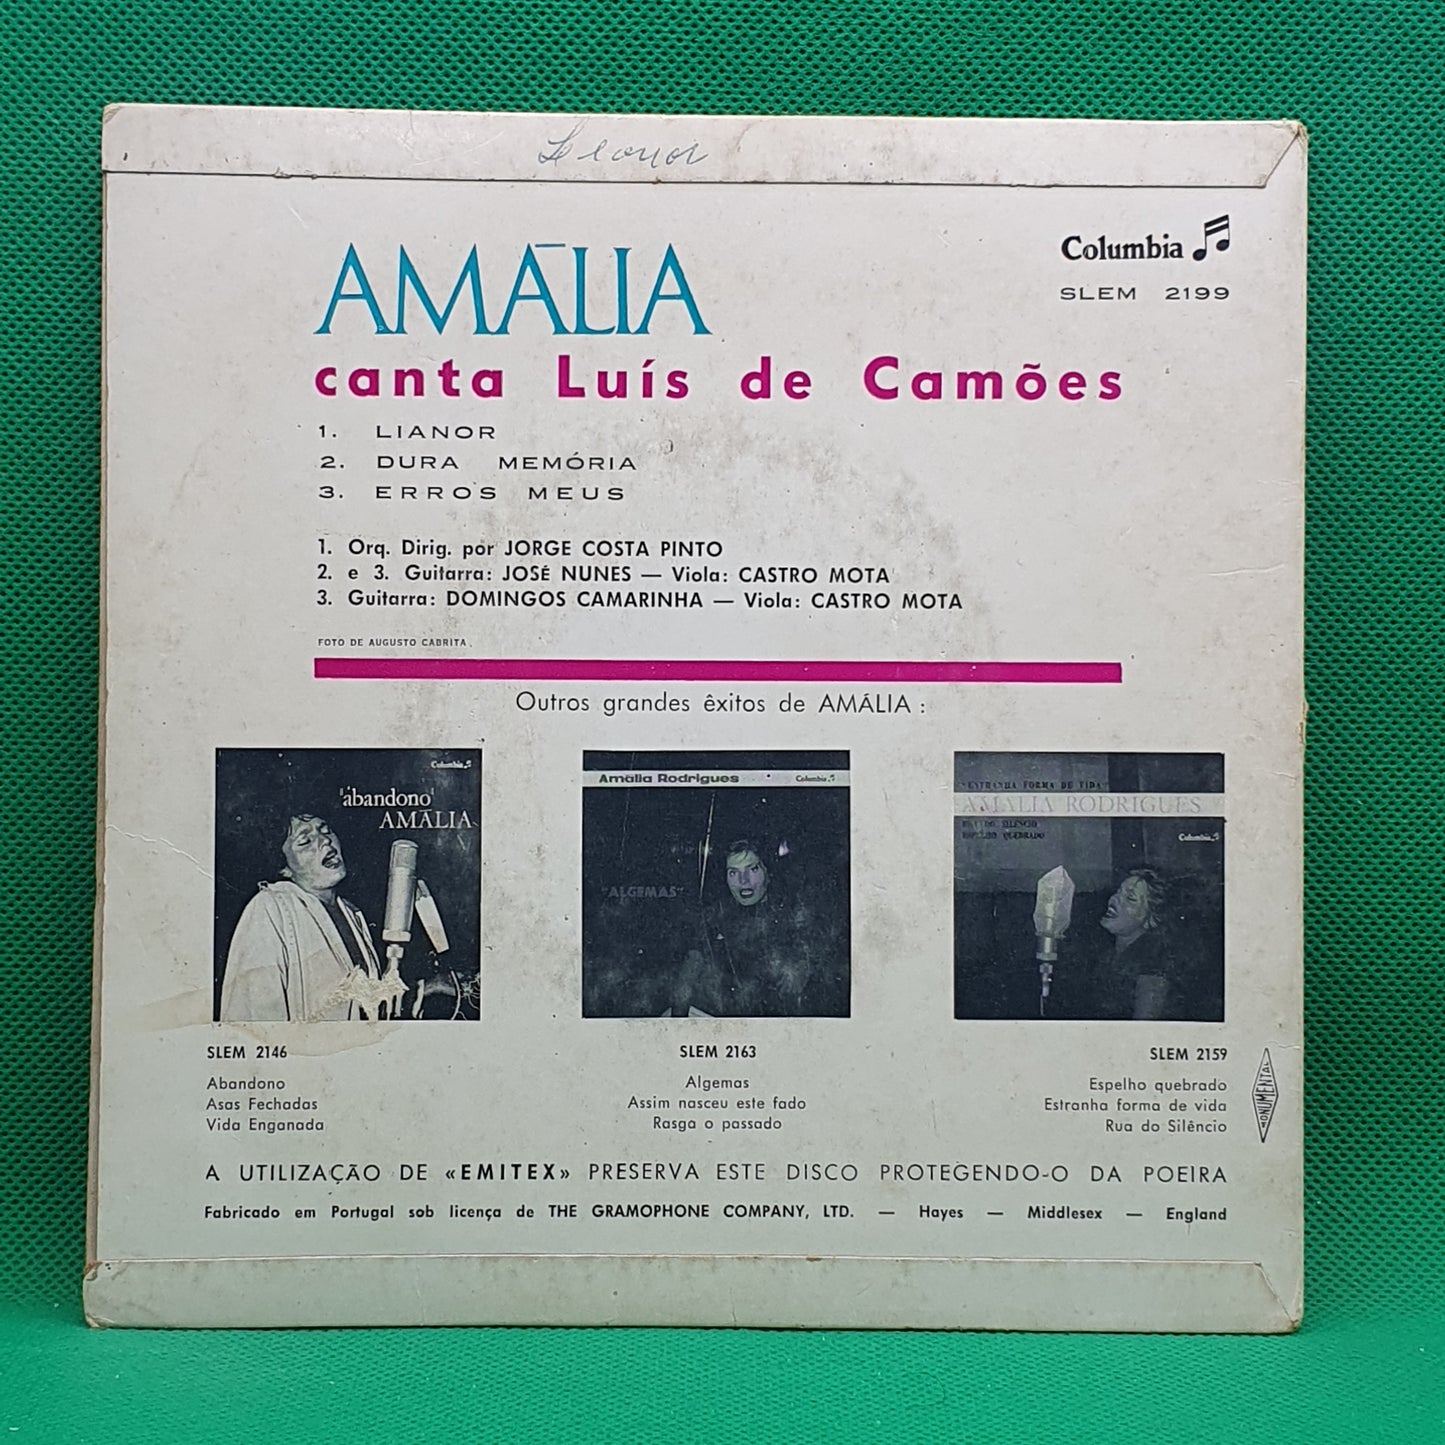 Leonor
AMÁLIA
Columbia
SLEM 2199
canta Luís de Camões
1. LIANOR
2. DURA MEMÓRIA
3. ERROS MEUS
1. Orq. Dirig. por JORGE COSTA PINTO
2. e 3. Guitarra: JOSÉ NUNES — Viola: CASTRO MOTA
3. Guitarra: DOMINGOS CAMARINHA — Viola: CASTRO MOTA
FOTO DE AUGUSTO CABRITA
Outros grandes êxitos de AMÁLIA :
Columbia
"abandono"
AMÁLIA
SLEM 2146
Abandono
Asas Fechadas
Vida Enganada
Amália Rodrigues Columbia
"ALGEMAS"
SLEM 2163
Algemas
Assim nasceu este fado
Rasga o passado
"ESTRANHA FORMA DE VIDA"
AMÁLIA RODRIGUES
RUA DO SILÊNCIO
ESPELHO QUEBRADO
Columbia
SLEM 2159
Espelho quebrado
Estranha forma de vida
Rua do Silêncio
MONUMENTAL
A UTILIZAÇÃO DE «EMITEX» PRESERVA ESTE DISCO PROTEGENDO-O DA POEIRA
Fabricado em Portugal sob licença de THE GRAMOPHONE COMPANY, LTD. — Hayes — Middlesex — England